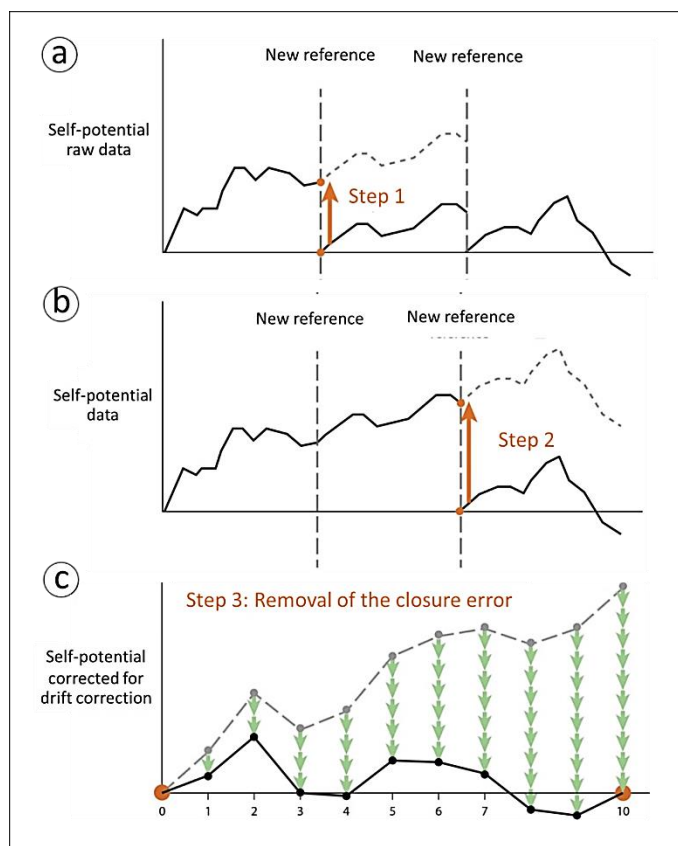 a
New reference
New reference
Self-potential
raw data
Step 1
b
New reference
New reference
Self-potential
data
Step 2
c
Step 3: Removal of the closure error
Self-potential
corrected for
drift correction
0 1 2 3 4 5 6 7 8 9 10